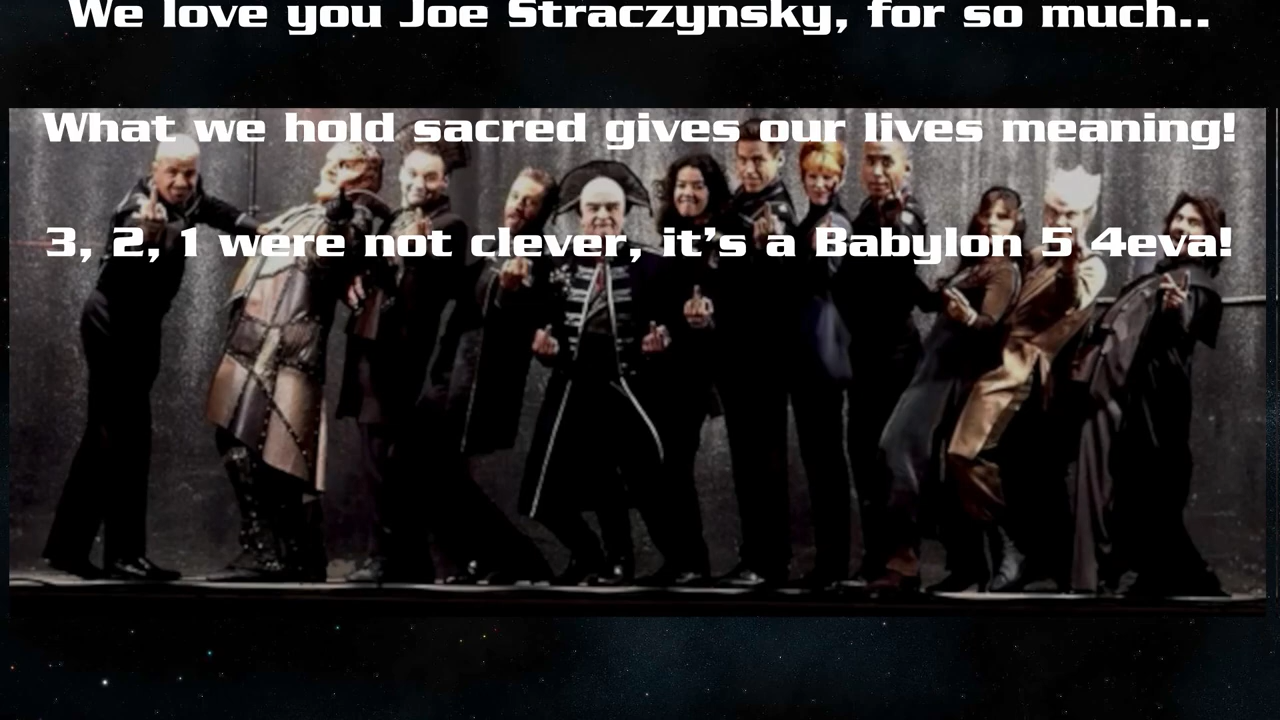 We love you Joe Straczynsky, for so much..
What we hold sacred gives our lives meaning!
3, 2, 1 were not clever, it's a Babylon 5 4eva!